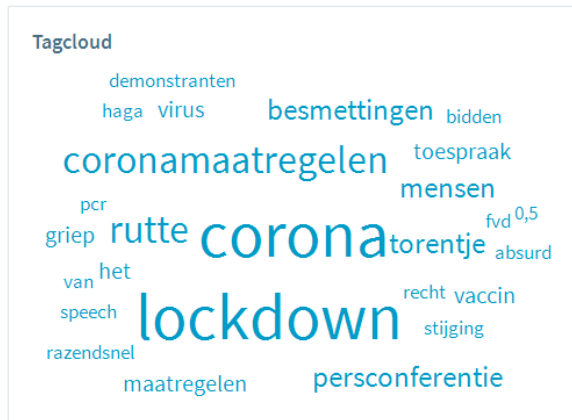 Tagcloud
demonstranten
haga virus besmettingen bidden
coronamaatregelen toespraak
mensen
pcr
griep rutte corona torentje fvd 0,5
absurd
van het
speech lockdown recht vaccin
stijging
razendsnel
maatregelen persconferentie